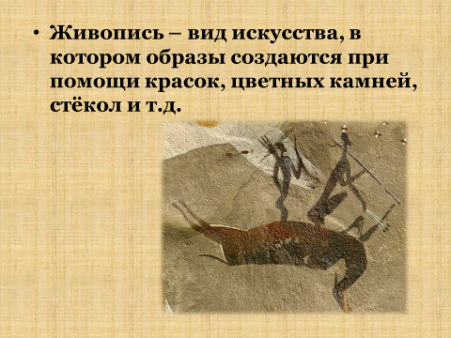 • Живопись – вид искусства, в
котором образы создаются при
помощи красок, цветных камней,
стёкол и т.д.